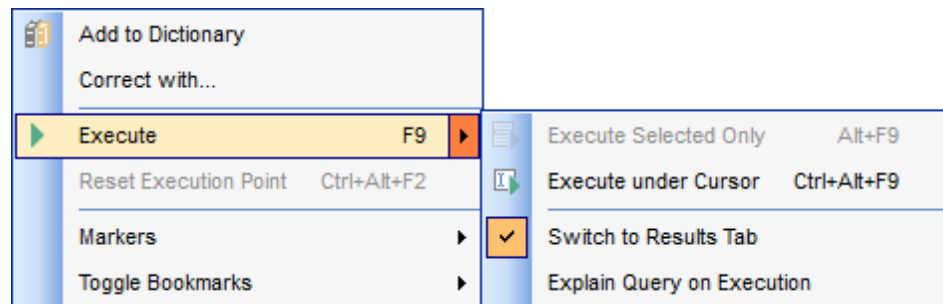 Add to Dictionary
Correct with...
Execute F9
Reset Execution Point Ctrl+Alt+F2
Markers
Toggle Bookmarks
Execute Selected Only Alt+F9
Execute under Cursor Ctrl+Alt+F9
Switch to Results Tab
Explain Query on Execution